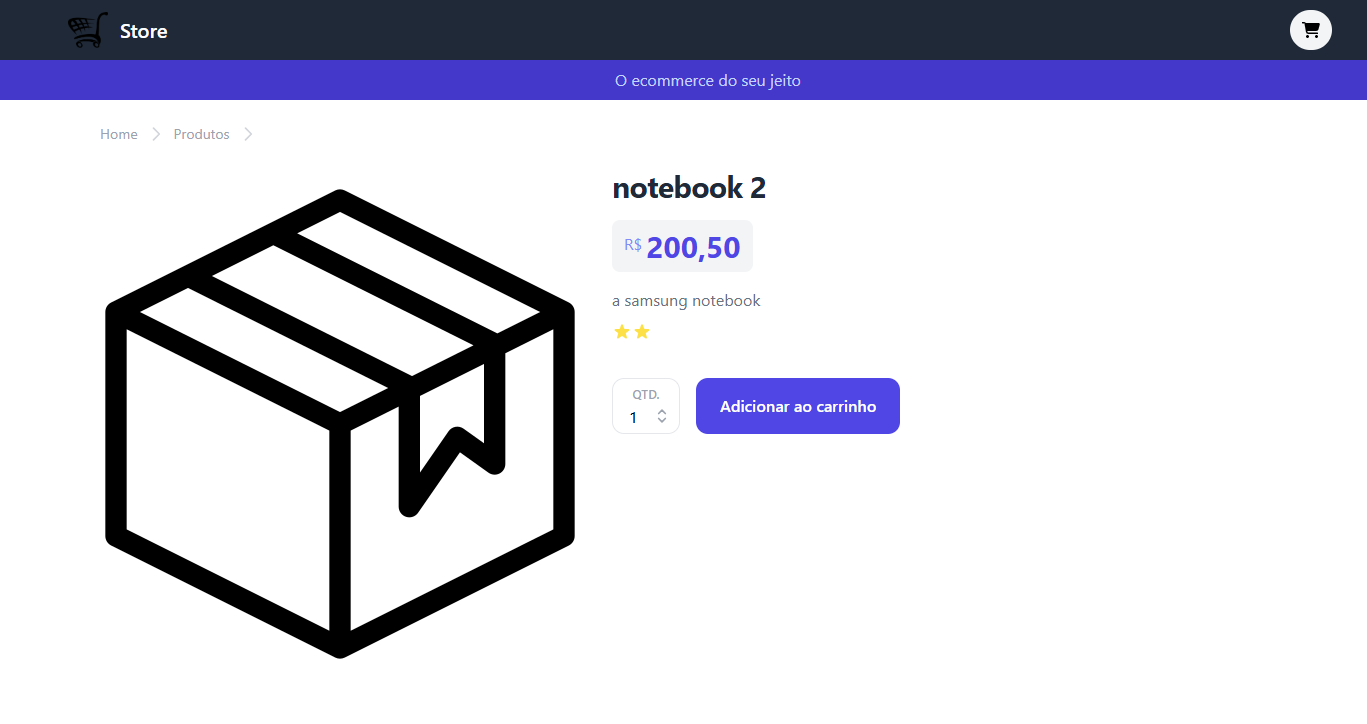 Store
O ecommerce do seu jeito
Home
Produtos
notebook 2
R$ 200,50
a samsung notebook
QTD.
1
Adicionar ao carrinho